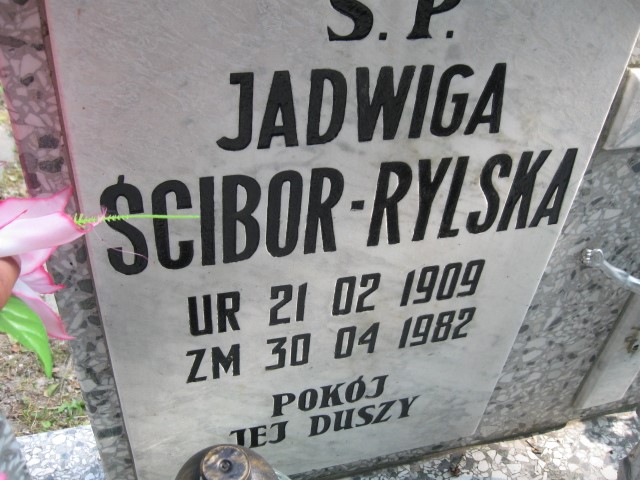 Ś. P.
JADWIGA
ŚCIBOR-RYLSKA
UR 21 02 1909
ZM 30 04 1982
POKÓJ
JEJ DUSZY